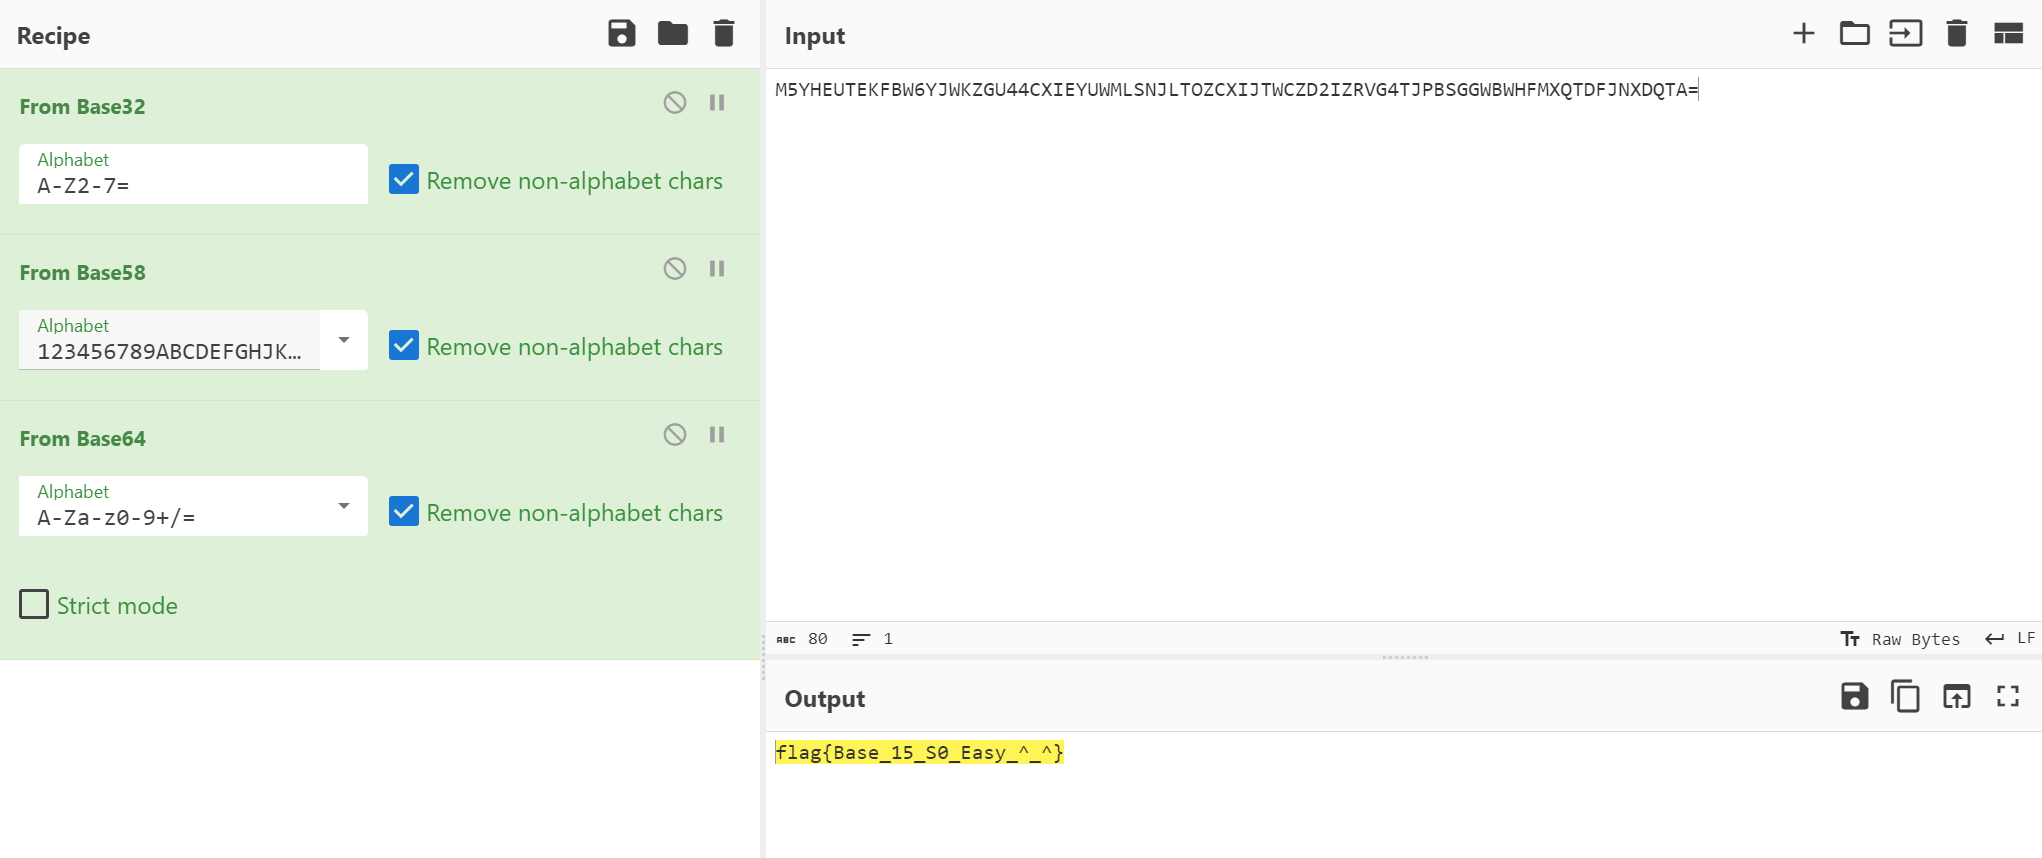 Recipe
From Base32
Alphabet
A-Z2-7=
Remove non-alphabet chars
From Base58
Alphabet
123456789ABCDEFGHJK…
Remove non-alphabet chars
From Base64
Alphabet
A-Za-z0-9+/=
Remove non-alphabet chars
Strict mode
Input
M5YHEUTEKFBW6YJWKZGU44CXIEYUWMLSNJLTOZCXIJTWCZD2IZRVG4TJPBSGGWBWHFMXQTDFJNXDQTA=
ABC 80 1
Raw Bytes LF
Output
flag{Base_15_S0_Easy_^_^}